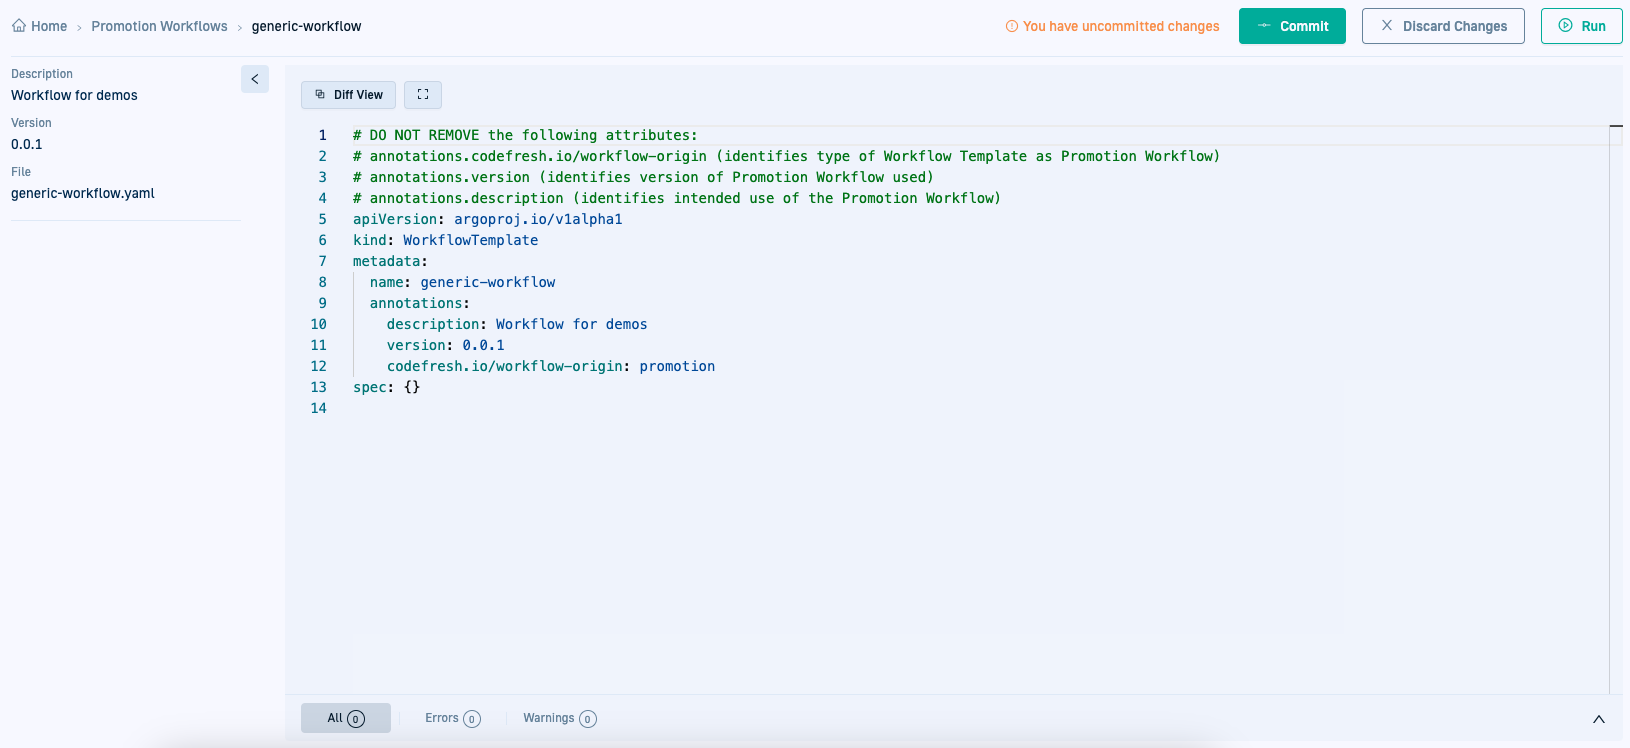 Home > Promotion Workflows > generic-workflow
You have uncommitted changes
Commit
Discard Changes
Run
Description
Workflow for demos
Version
0.0.1
File
generic-workflow.yaml
Diff View
1 # DO NOT REMOVE the following attributes:
2 # annotations.codefresh.io/workflow-origin (identifies type of Workflow Template as Promotion Workflow)
3 # annotations.version (identifies version of Promotion Workflow used)
4 # annotations.description (identifies intended use of the Promotion Workflow)
5 apiVersion: argoproj.io/v1alpha1
6 kind: WorkflowTemplate
7 metadata:
8   name: generic-workflow
9   annotations:
10     description: Workflow for demos
11     version: 0.0.1
12     codefresh.io/workflow-origin: promotion
13 spec: {}
14
All 0
Errors 0
Warnings 0